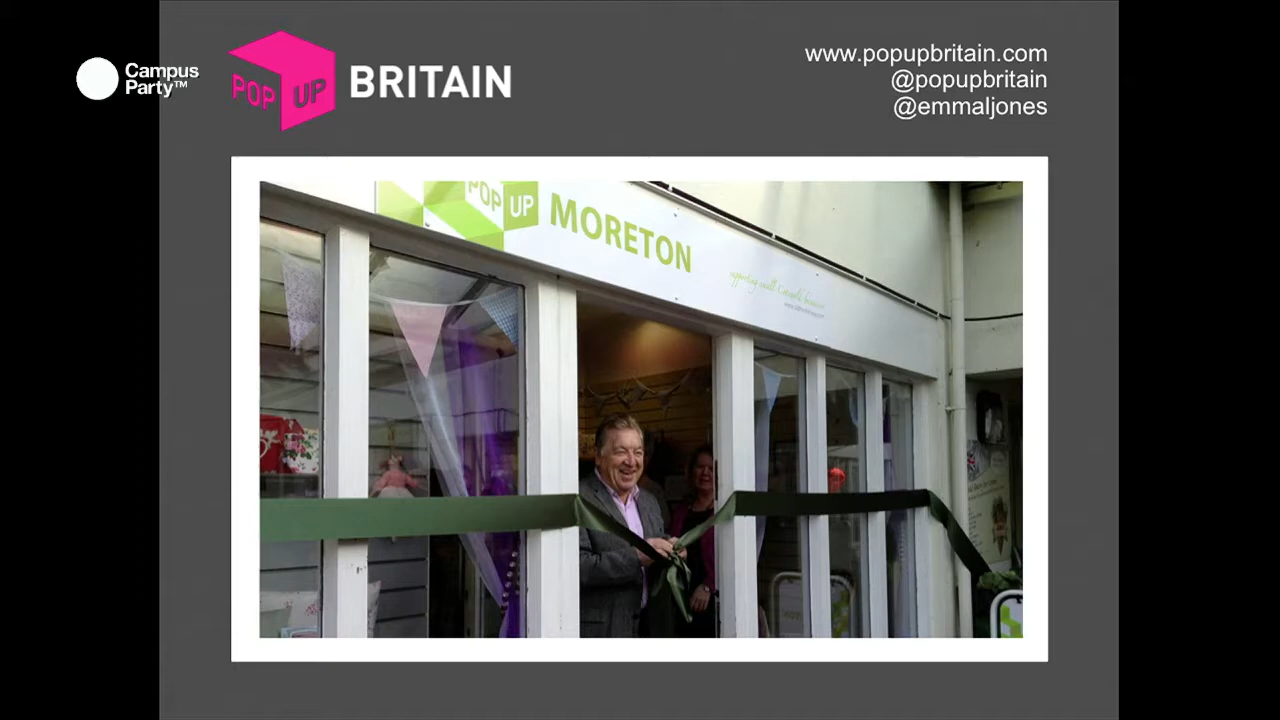 Campus
Party™
POP UP BRITAIN
www.popupbritain.com
@popupbritain
@emmaljones
POP UP MORETON